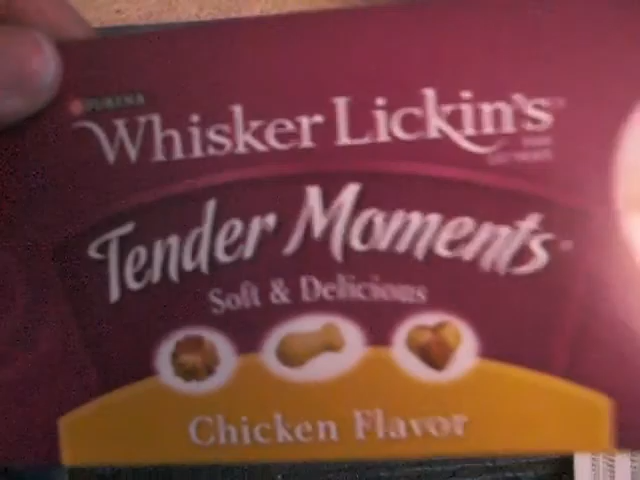 PURINA
Whisker Lickin's
Tender Moments
Soft & Delicious
Chicken Flavor